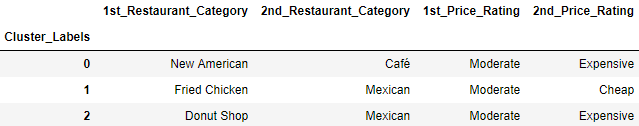 1st_Restaurant_Category 2nd_Restaurant_Category 1st_Price_Rating 2nd_Price_Rating
Cluster_Labels
0 New American Café Moderate Expensive
1 Fried Chicken Mexican Moderate Cheap
2 Donut Shop Mexican Moderate Expensive